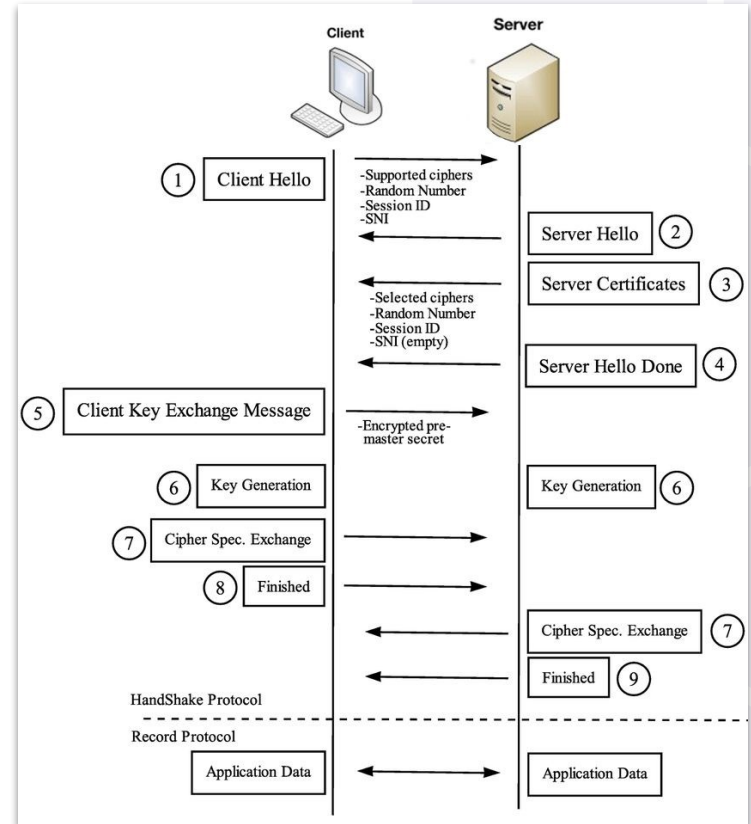 Client
Server
1
Client Hello
-Supported ciphers
-Random Number
-Session ID
-SNI
Server Hello
2
Server Certificates
3
-Selected ciphers
-Random Number
-Session ID
-SNI (empty)
Server Hello Done
4
5
Client Key Exchange Message
-Encrypted pre-
master secret
6
Key Generation
Key Generation
6
7
Cipher Spec. Exchange
8
Finished
Cipher Spec. Exchange
7
Finished
9
HandShake Protocol
Record Protocol
Application Data
Application Data